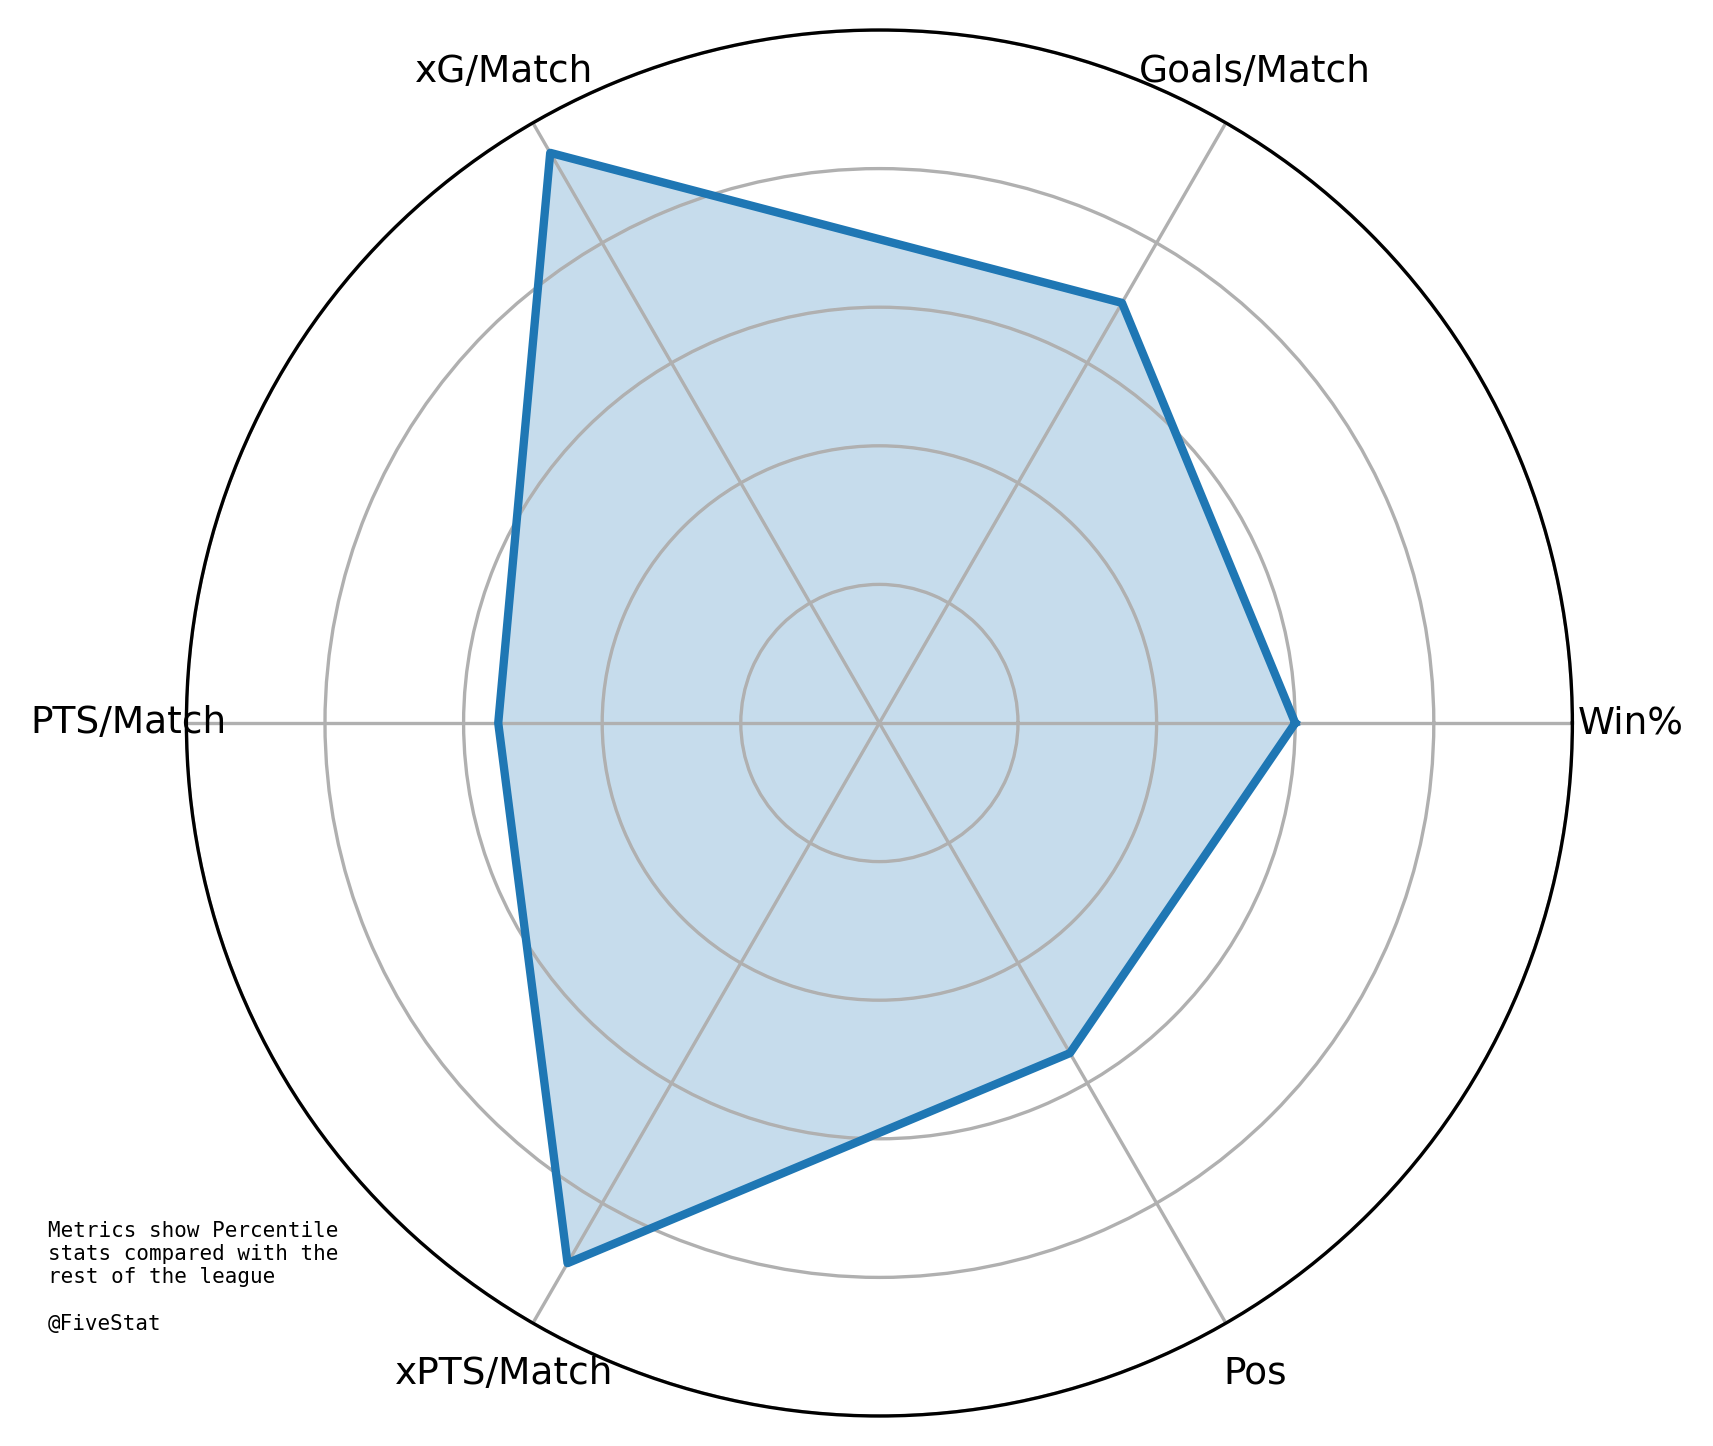 xG/Match
Goals/Match
PTS/Match
Win%
Metrics show Percentile
stats compared with the
rest of the league
@FiveStat
xPTS/Match
Pos